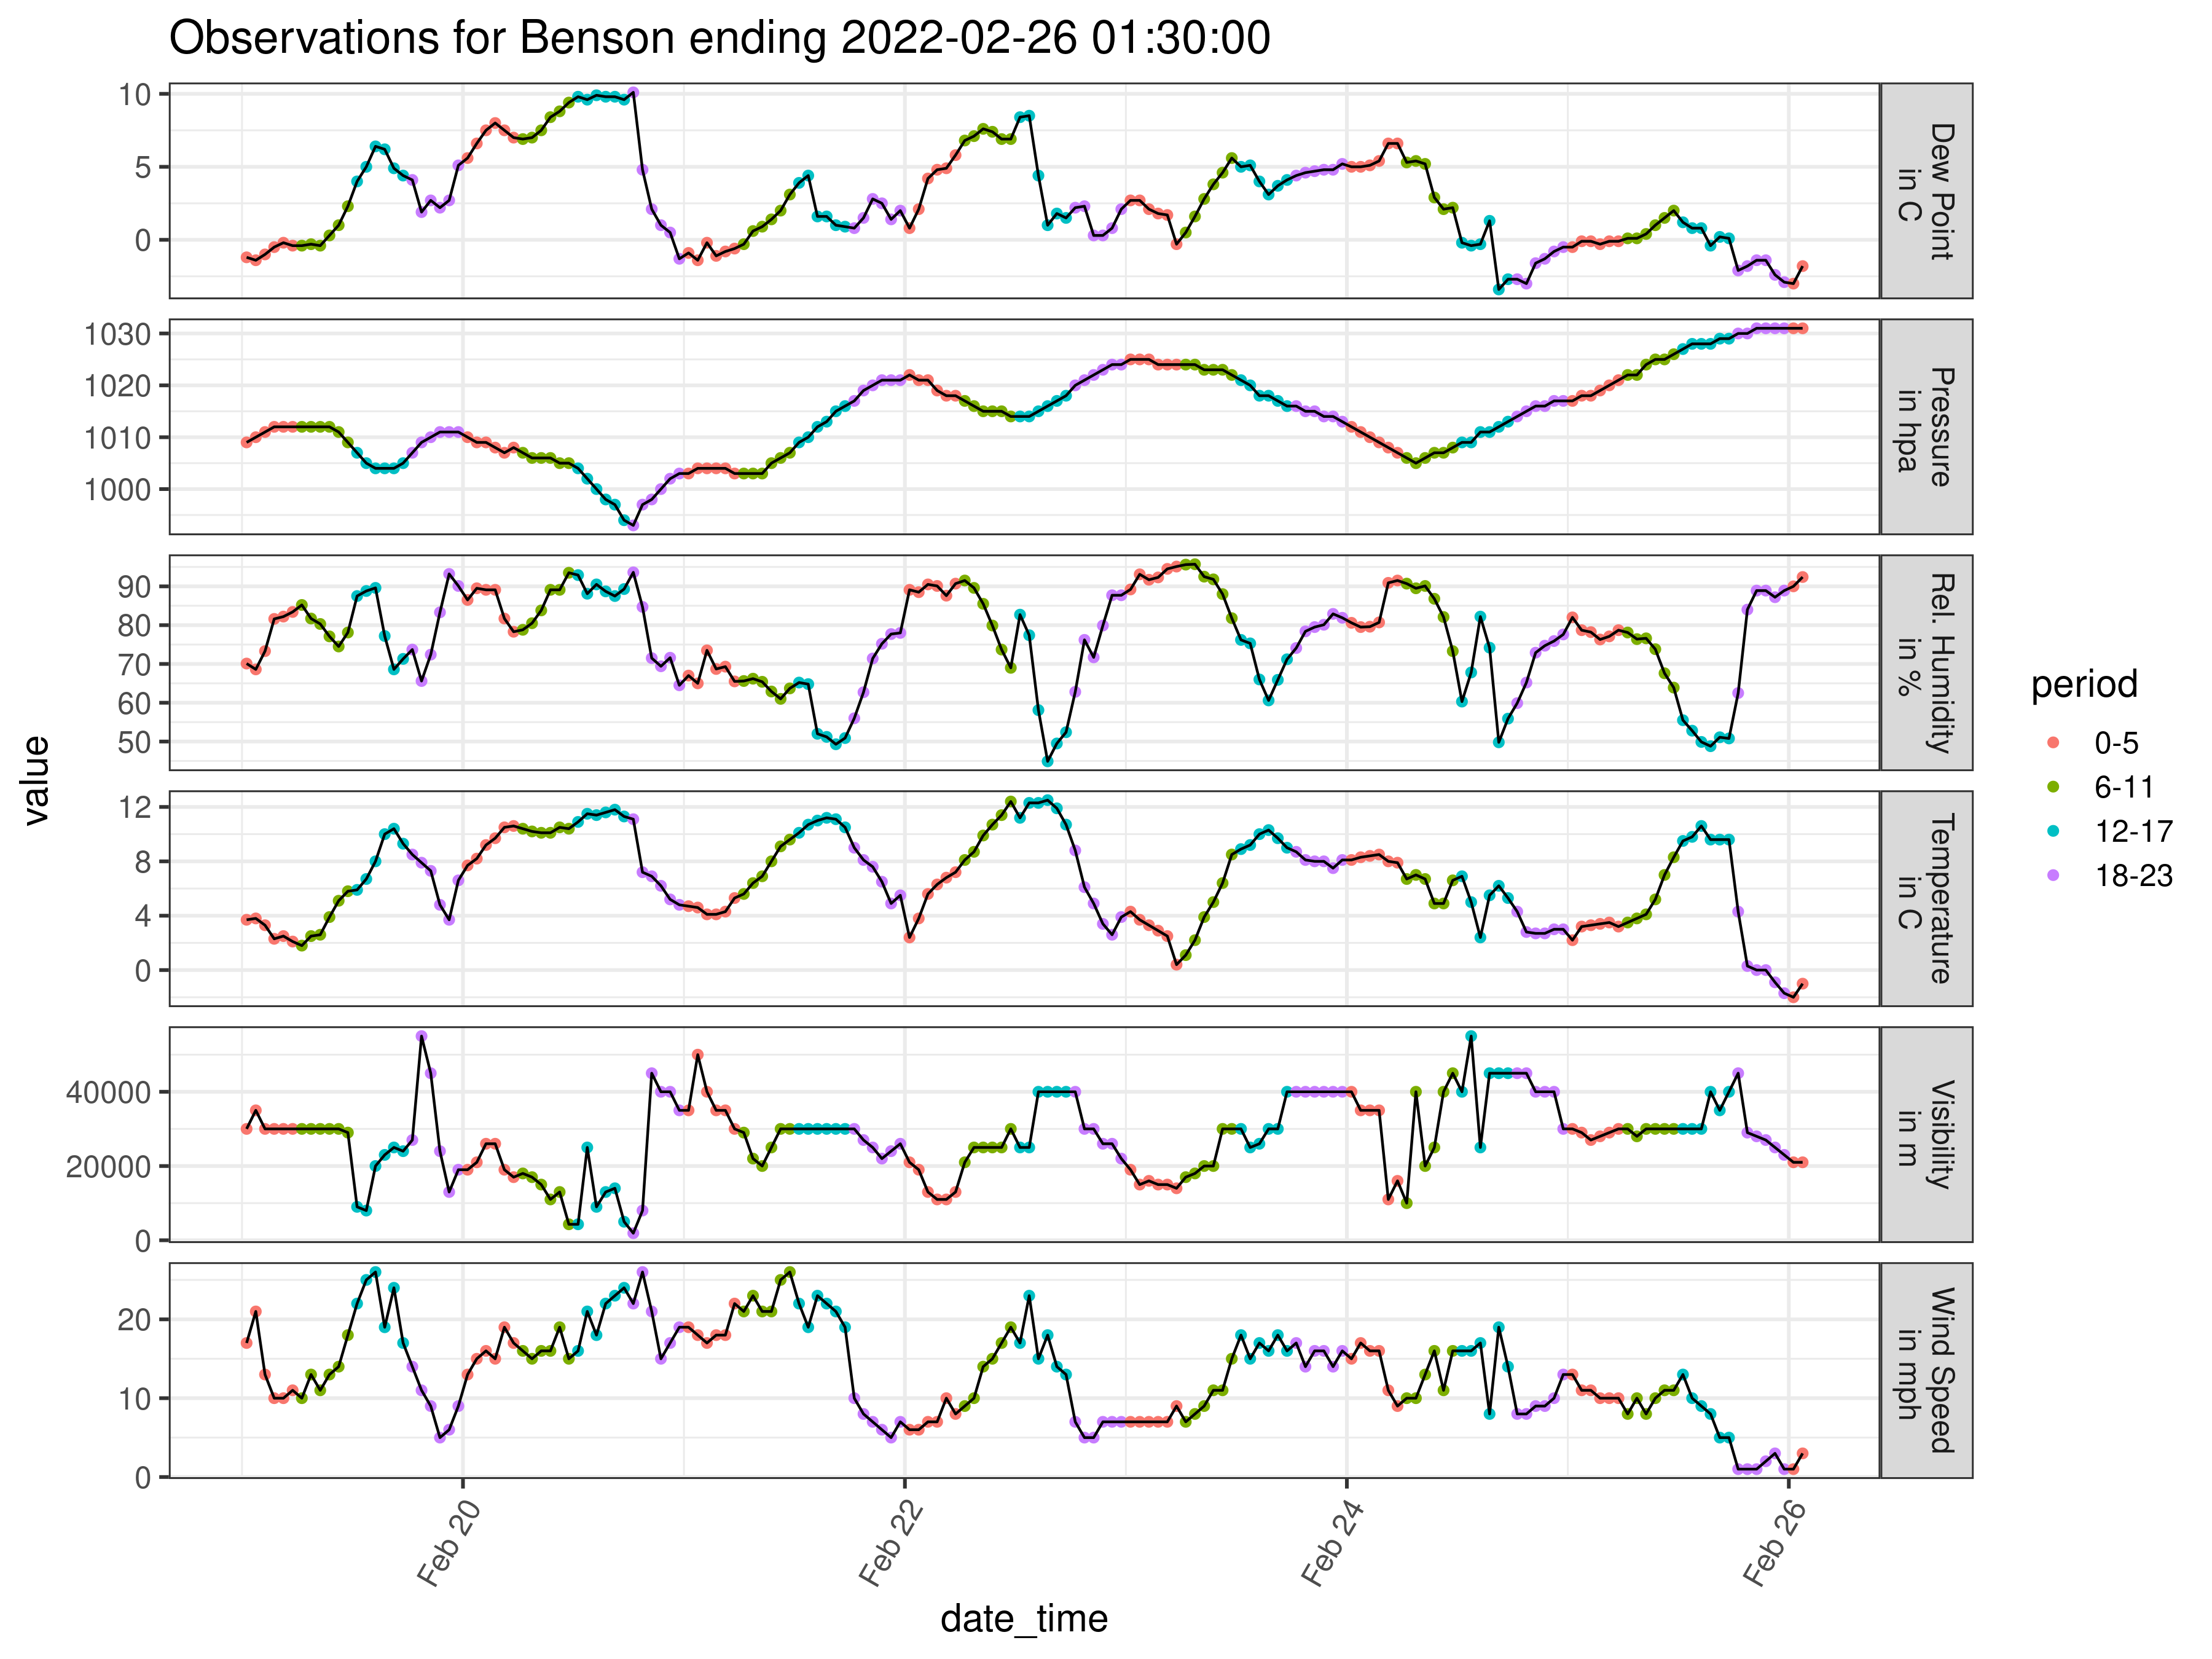 Observations for Benson ending 2022-02-26 01:30:00
value
10
5
0
Dew Point
in C
1030
1020
1010
1000
Pressure
in hpa
90
80
70
60
50
Rel. Humidity
in %
12
8
4
0
Temperature
in C
40000
20000
0
Visibility
in m
20
10
0
Wind Speed
in mph
Feb 20
Feb 22
Feb 24
Feb 26
date_time
period
0-5
6-11
12-17
18-23